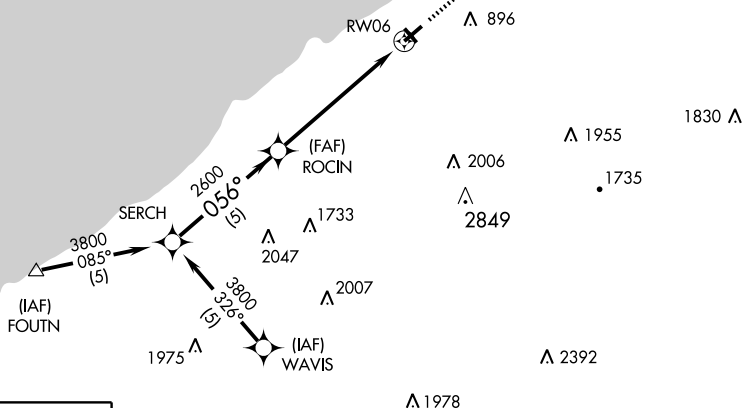 RW06
896
1830
1955
(FAF)
ROCIN
2006
1735
2600
056°
(5)
SERCH
1733
2849
2047
3800
085°
(5)
3800
326°
(5)
2007
(IAF)
FOUTN
1975
(IAF)
WAVIS
2392
1978